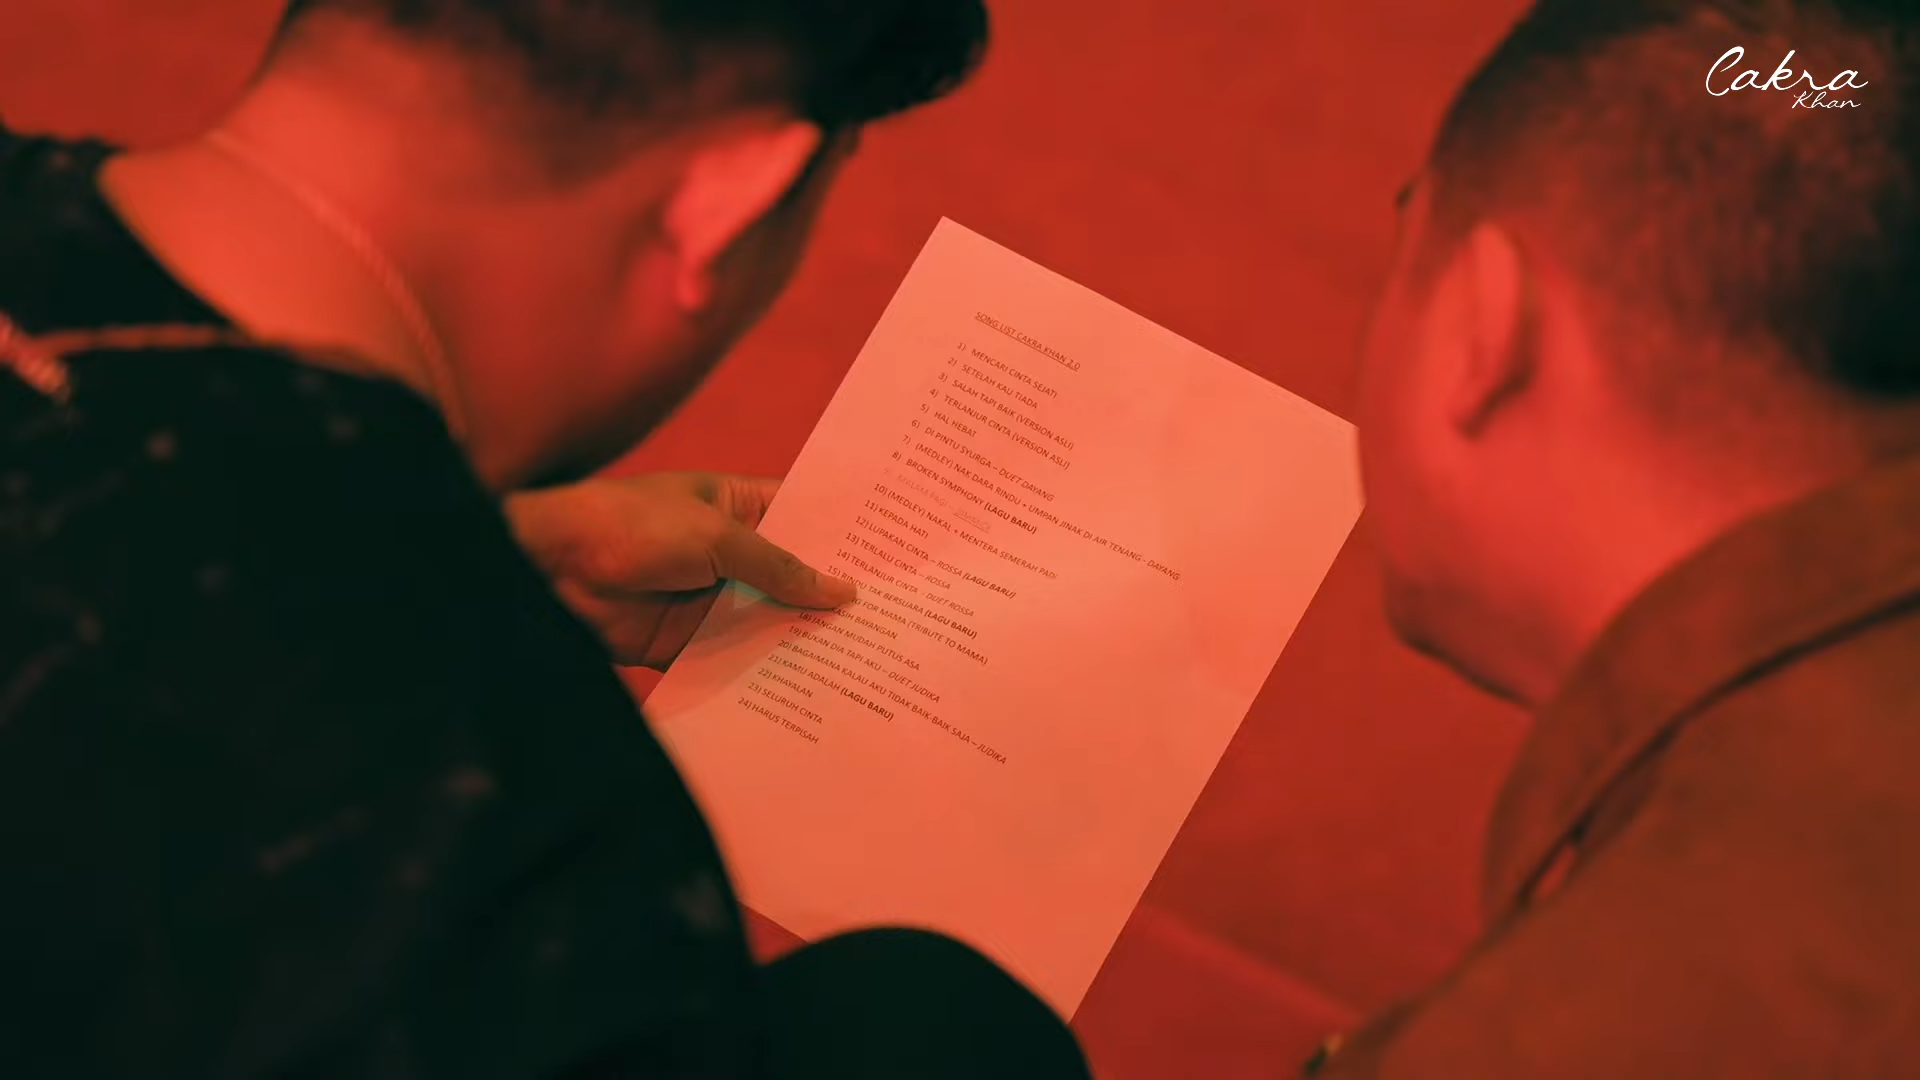 Cakra
Khan
SONG LIST CAKRA KHAN 2.0
1) MENCARI CINTA SEJATI
2) SETELAH KAU TIADA
3) SALAH TAPI BAIK (VERSION ASLI)
4) TERLANJUR CINTA (VERSION ASLI)
5) HAL HEBAT
6) DI PINTU SYURGA – DUET DAYANG
7) (MEDLEY) NAK DARA RINDU + UMPAN JINAK DI AIR TENANG - DAYANG
8) BROKEN SYMPHONY (LAGU BARU)
10) (MEDLEY) NAKAL + MENTERA SEMERAH PADI
11) KEPADA HATI
12) LUPAKAN CINTA – ROSSA (LAGU BARU)
13) TERLALU CINTA – ROSSA
14) TERLANJUR CINTA - DUET ROSSA
15) RINDU TAK BERSUARA (LAGU BARU)
FOR MAMA (TRIBUTE TO MAMA)
KASIH BAYANGAN
18) JANGAN MUDAH PUTUS ASA
19) BUKAN DIA TAPI AKU – DUET JUDIKA
20) BAGAIMANA KALAU AKU TIDAK BAIK-BAIK SAJA – JUDIKA
21) KAMU ADALAH (LAGU BARU)
22) KHAYALAN
23) SELURUH CINTA
24) HARUS TERPISAH